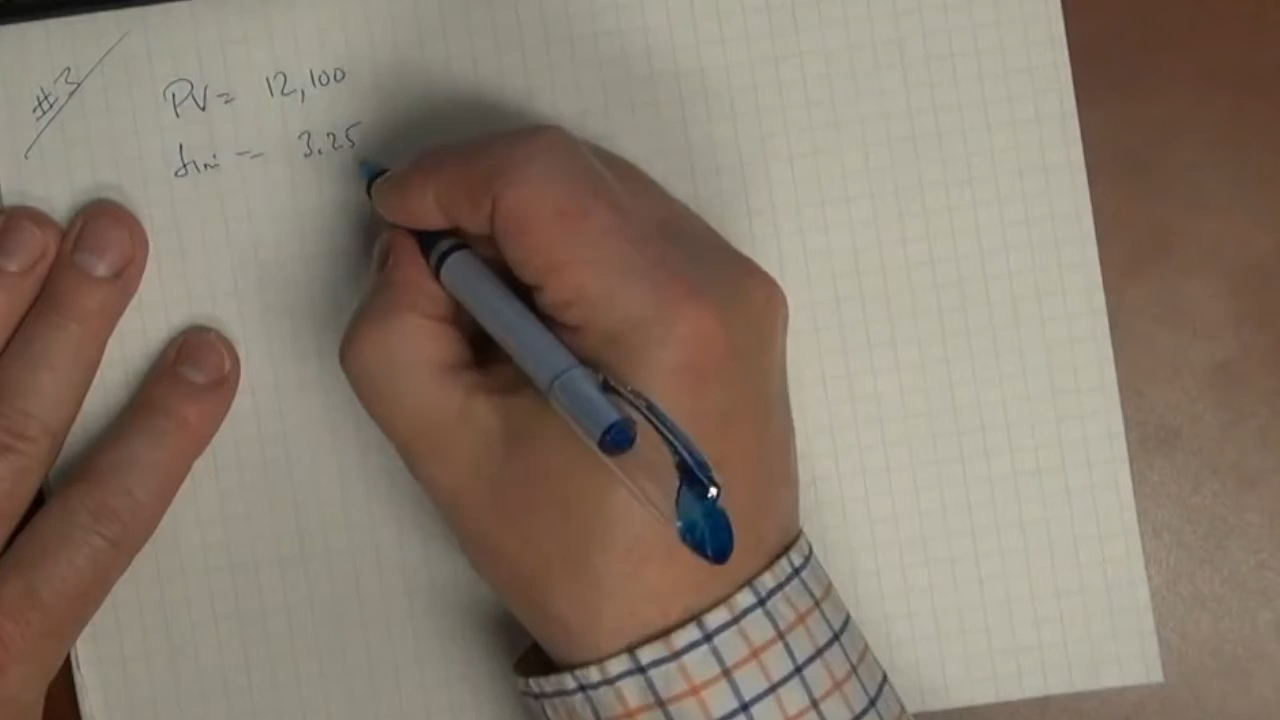 #3
PV= 12,100
= 3.25